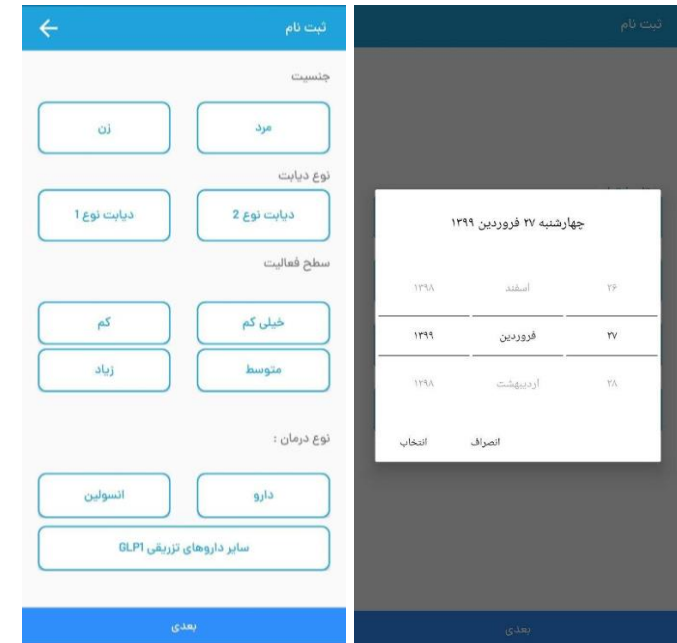 ثبت نام
جنسیت
مرد زن
نوع دیابت
دیابت نوع 2 دیابت نوع 1
سطح فعالیت
خیلی کم کم
متوسط زیاد
نوع درمان :
دارو انسولین
سایر داروهای تزریقی GLP1
بعدی
ثبت نام
چهارشنبه ۲۷ فروردین ۱۳۹۹
۲۶ اسفند ۱۳۹۸
۲۷ فروردین ۱۳۹۹
۲۸ اردیبهشت ۱۳۹۸
انصراف انتخاب
بعدی